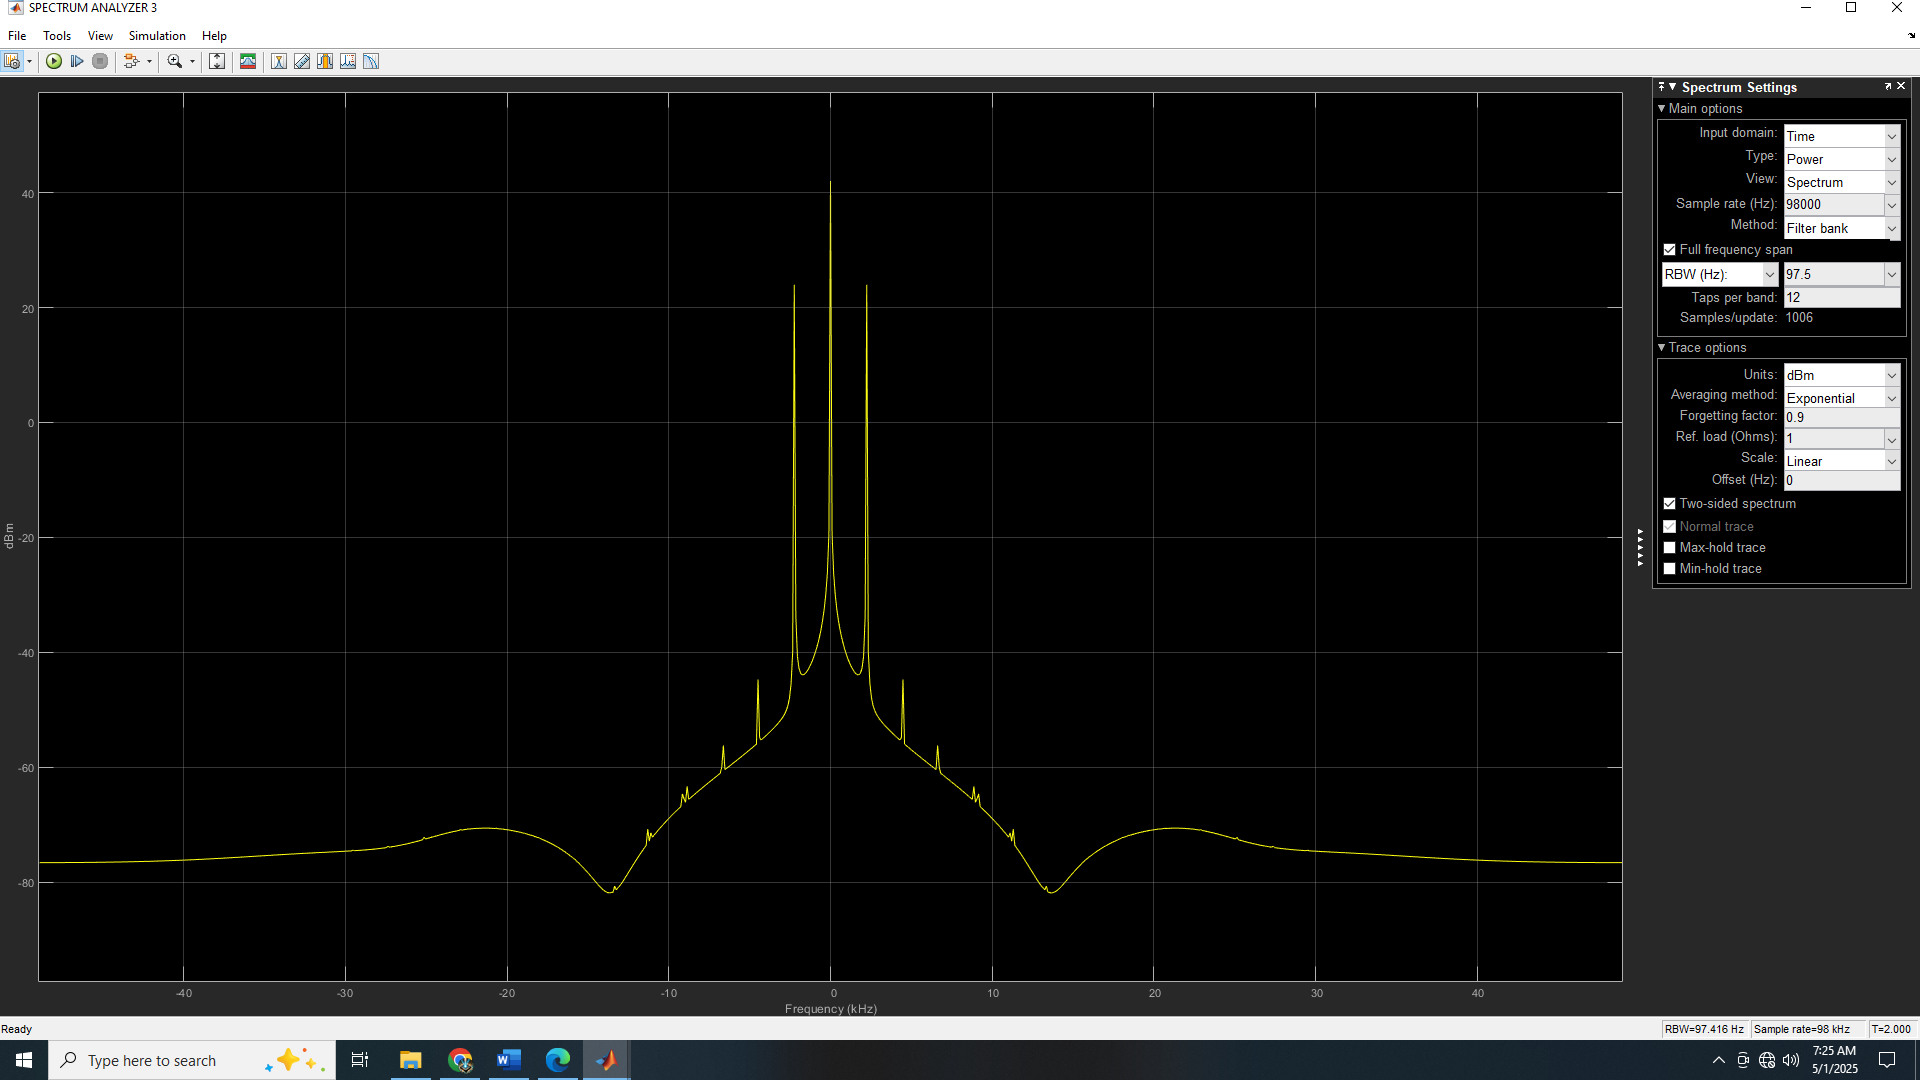 SPECTRUM ANALYZER 3
File Tools View Simulation Help
Spectrum Settings
Main options
Input domain: Time
Type: Power
View: Spectrum
Sample rate (Hz): 98000
Method: Filter bank
Full frequency span
RBW (Hz): 97.5
Taps per band: 12
Samples/update: 1006
Trace options
Units: dBm
Averaging method: Exponential
Forgetting factor: 0.9
Ref. load (Ohms): 1
Scale: Linear
Offset (Hz): 0
Two-sided spectrum
Normal trace
Max-hold trace
Min-hold trace
40
20
0
-20
-40
-60
-80
dBm
-40 -30 -20 -10 0 10 20 30 40
Frequency (kHz)
Ready
RBW=97.416 Hz Sample rate=98 kHz T=2.000
Type here to search
7:25 AM
5/1/2025